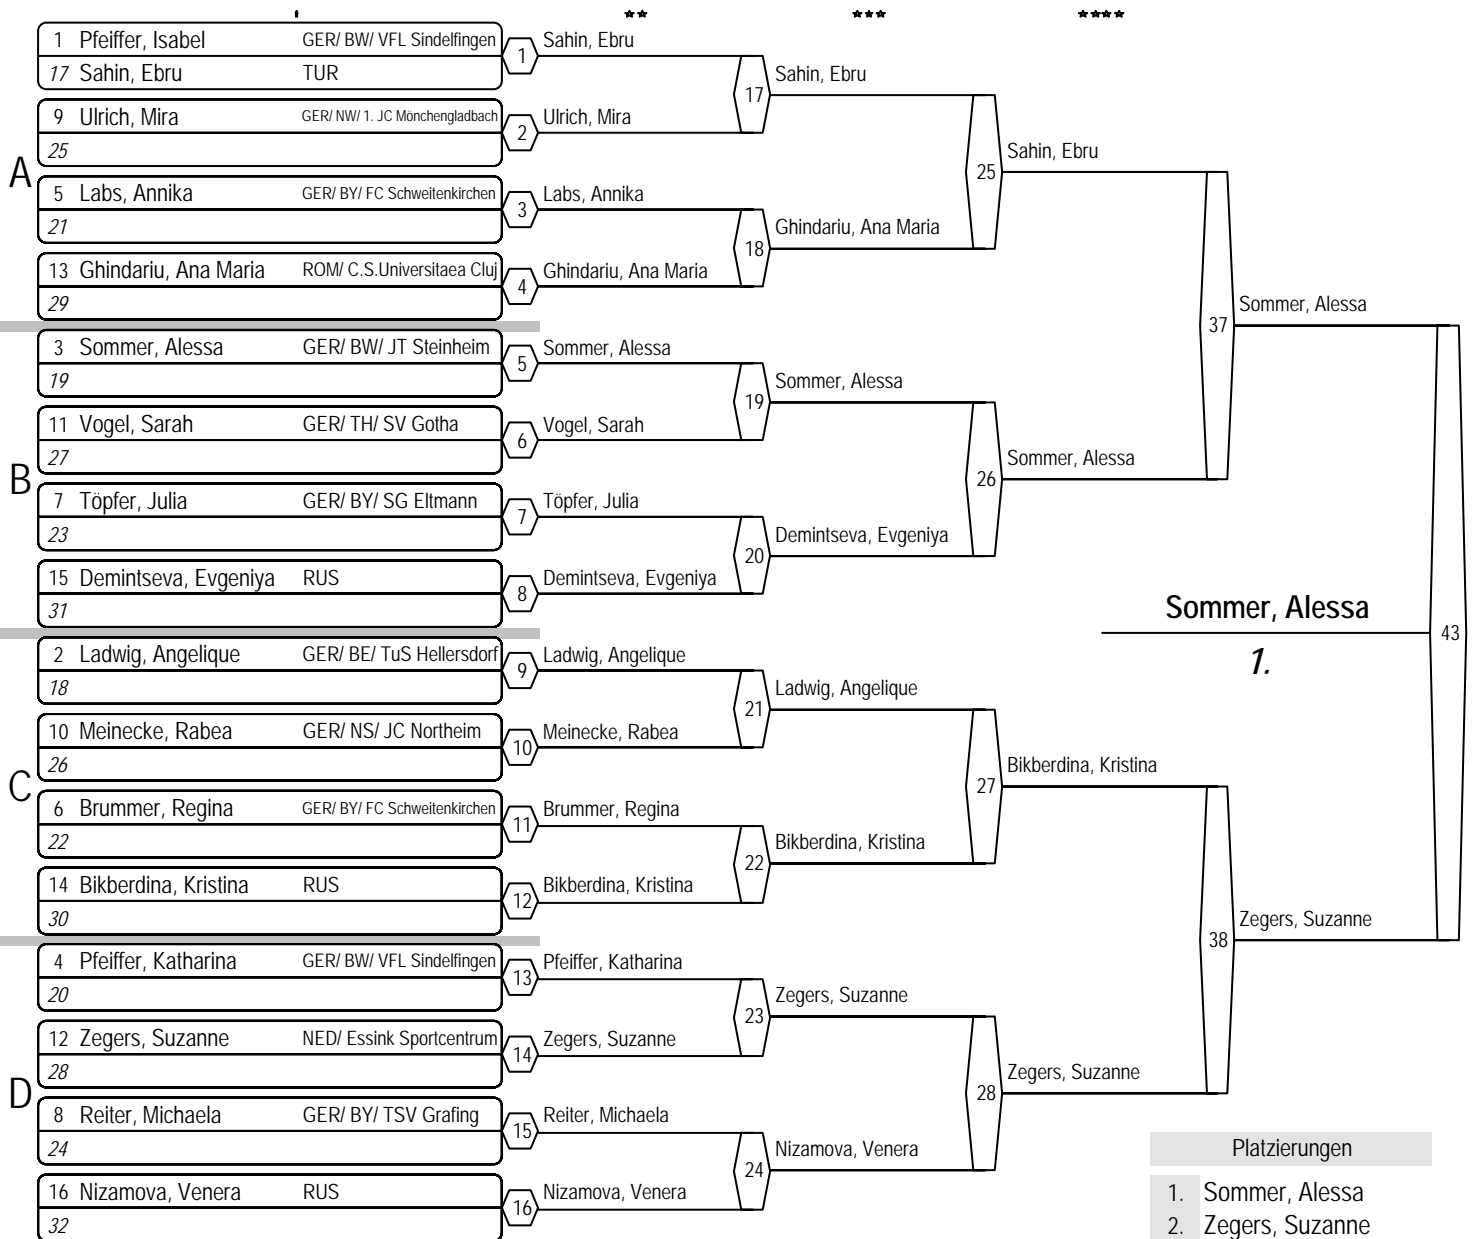 1 Pfeiffer, Isabel GER/ BW/ VFL Sindelfingen
17 Sahin, Ebru TUR
1
9 Ulrich, Mira GER/ NW/ 1. JC Mönchengladbach
25
2
A
5 Labs, Annika GER/ BY/ FC Schweitenkirchen
21
3
13 Ghindariu, Ana Maria ROM/ C.S.Universitaea Cluj
29
4
3 Sommer, Alessa GER/ BW/ JT Steinheim
19
5
11 Vogel, Sarah GER/ TH/ SV Gotha
27
6
B
7 Töpfer, Julia GER/ BY/ SG Eltmann
23
7
15 Demintseva, Evgeniya RUS
31
8
2 Ladwig, Angelique GER/ BE/ TuS Hellersdorf
18
9
10 Meinecke, Rabea GER/ NS/ JC Northeim
26
10
C
6 Brummer, Regina GER/ BY/ FC Schweitenkirchen
22
11
14 Bikberdina, Kristina RUS
30
12
4 Pfeiffer, Katharina GER/ BW/ VFL Sindelfingen
20
13
12 Zegers, Suzanne NED/ Essink Sportcentrum
28
14
D
8 Reiter, Michaela GER/ BY/ TSV Grafing
24
15
16 Nizamova, Venera RUS
32
16
Sahin, Ebru
Ulrich, Mira
17
Labs, Annika
Ghindariu, Ana Maria
18
Sommer, Alessa
Vogel, Sarah
19
Töpfer, Julia
Demintseva, Evgeniya
20
Ladwig, Angelique
Meinecke, Rabea
21
Brummer, Regina
Bikberdina, Kristina
22
Pfeiffer, Katharina
Zegers, Suzanne
23
Reiter, Michaela
Nizamova, Venera
24
Sahin, Ebru
Ghindariu, Ana Maria
25
Sommer, Alessa
Demintseva, Evgeniya
26
Ladwig, Angelique
Bikberdina, Kristina
27
Zegers, Suzanne
Nizamova, Venera
28
Sahin, Ebru
Sommer, Alessa
37
Bikberdina, Kristina
Zegers, Suzanne
38
Sommer, Alessa
Zegers, Suzanne
43
Sommer, Alessa
1.
Platzierungen
1. Sommer, Alessa
2. Zegers, Suzanne